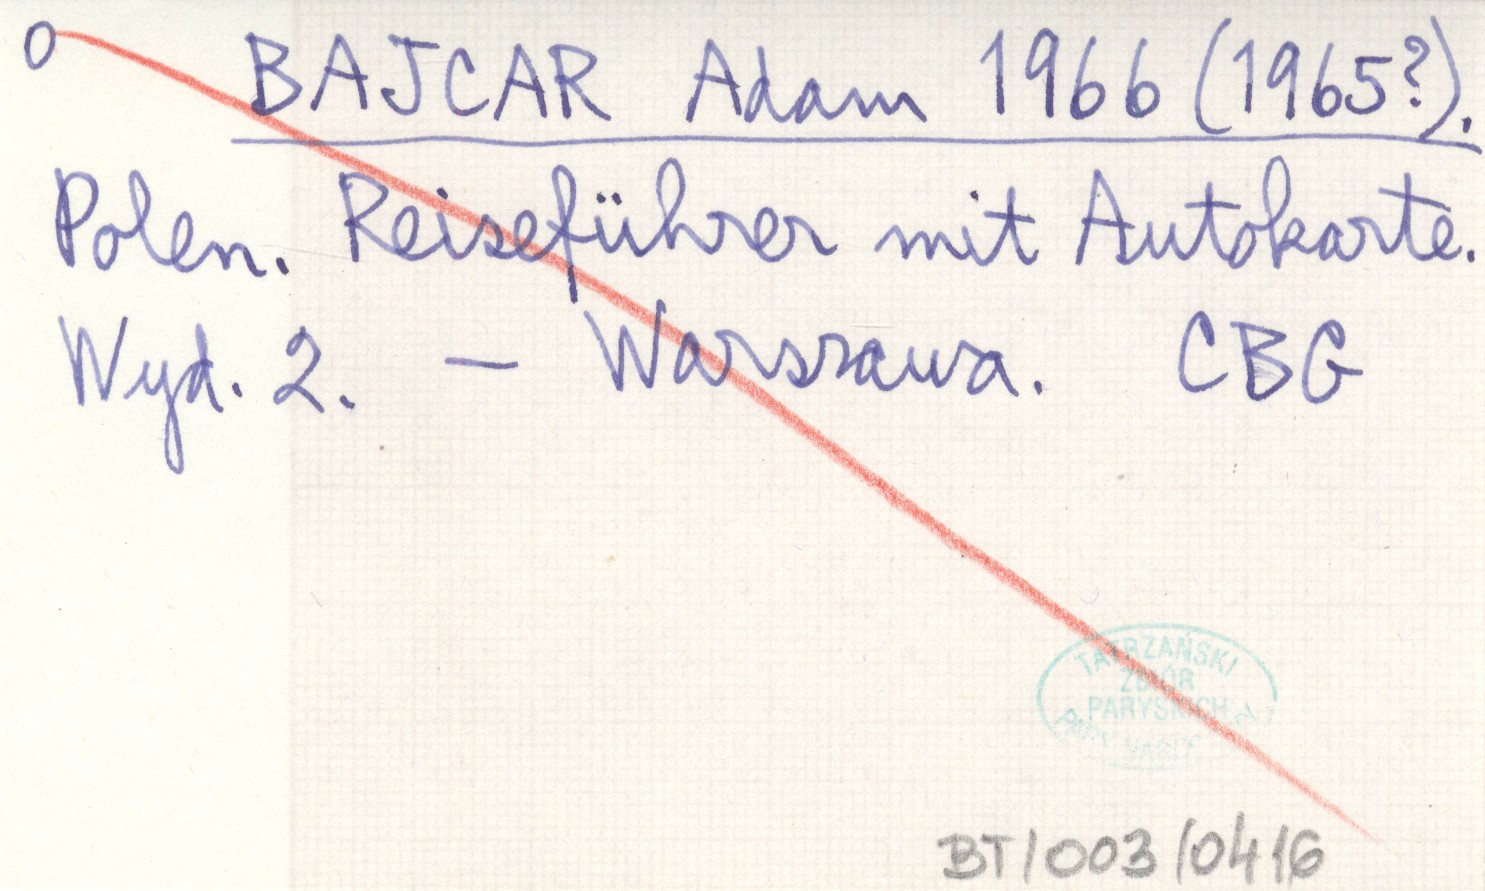 O BAJCAR Adam 1966 (1965?).
Polen. Reiseführer mit Autokarte.
Wyd. 2. — Warszawa. CBG
TATRZAŃSKI
ZBIÓR
PARYSKICH
BT/003/0416